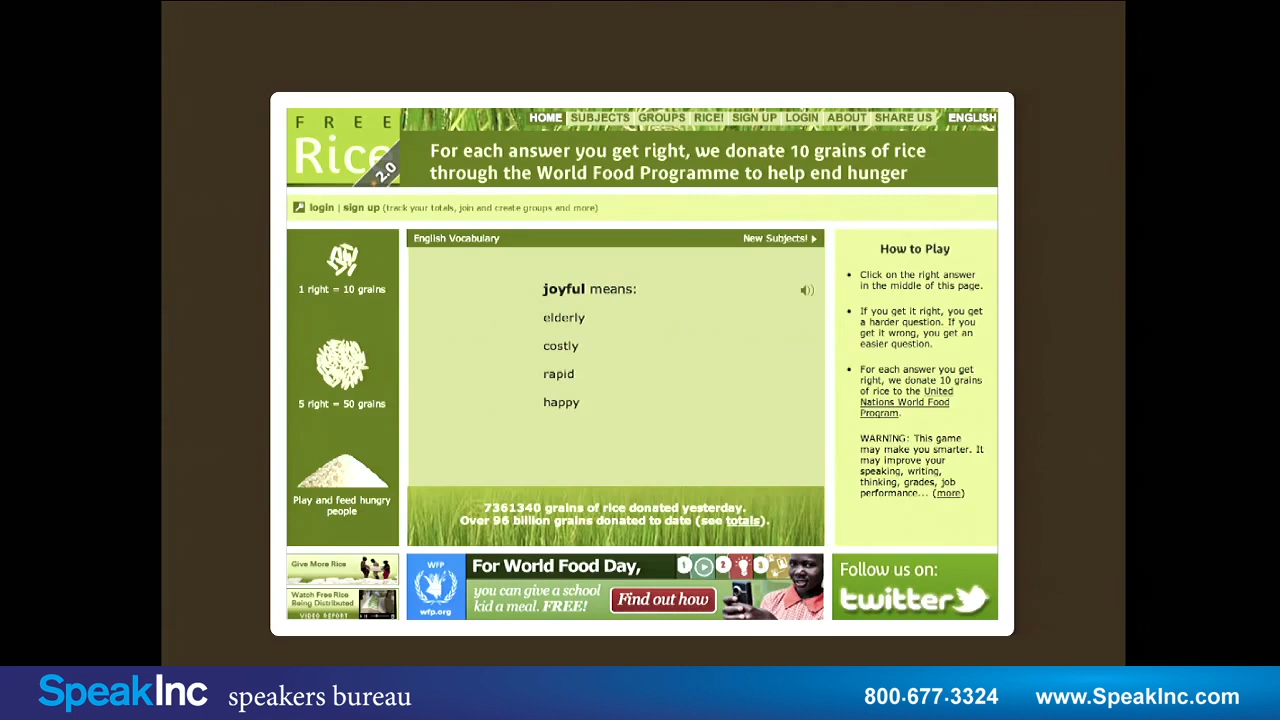 FREE
Rice
2.0
HOME SUBJECTS GROUPS RICE! SIGN UP LOGIN ABOUT SHARE US ENGLISH
For each answer you get right, we donate 10 grains of rice
through the World Food Programme to help end hunger
login | sign up (track your totals, join and create groups and more)
1 right = 10 grains
5 right = 50 grains
Play and feed hungry
people
English Vocabulary
New Subjects!
joyful means:
elderly
costly
rapid
happy
7361340 grains of rice donated yesterday.
Over 96 billion grains donated to date (see totals).
How to Play
• Click on the right answer
in the middle of this page.
• If you get it right, you get
a harder question. If you
get it wrong, you get an
easier question.
• For each answer you get
right, we donate 10 grains
of rice to the United
Nations World Food
Program.
WARNING: This game
may make you smarter. It
may improve your
speaking, writing,
thinking, grades, job
performance... (more)
Give More Rice
Watch Free Rice
Being Distributed
VIDEO REPORT
WFP
wfp.org
For World Food Day,
1 2 3
you can give a school
kid a meal. FREE!
Find out how
Follow us on:
twitter
SpeakInc speakers bureau
800-677-3324 www.SpeakInc.com